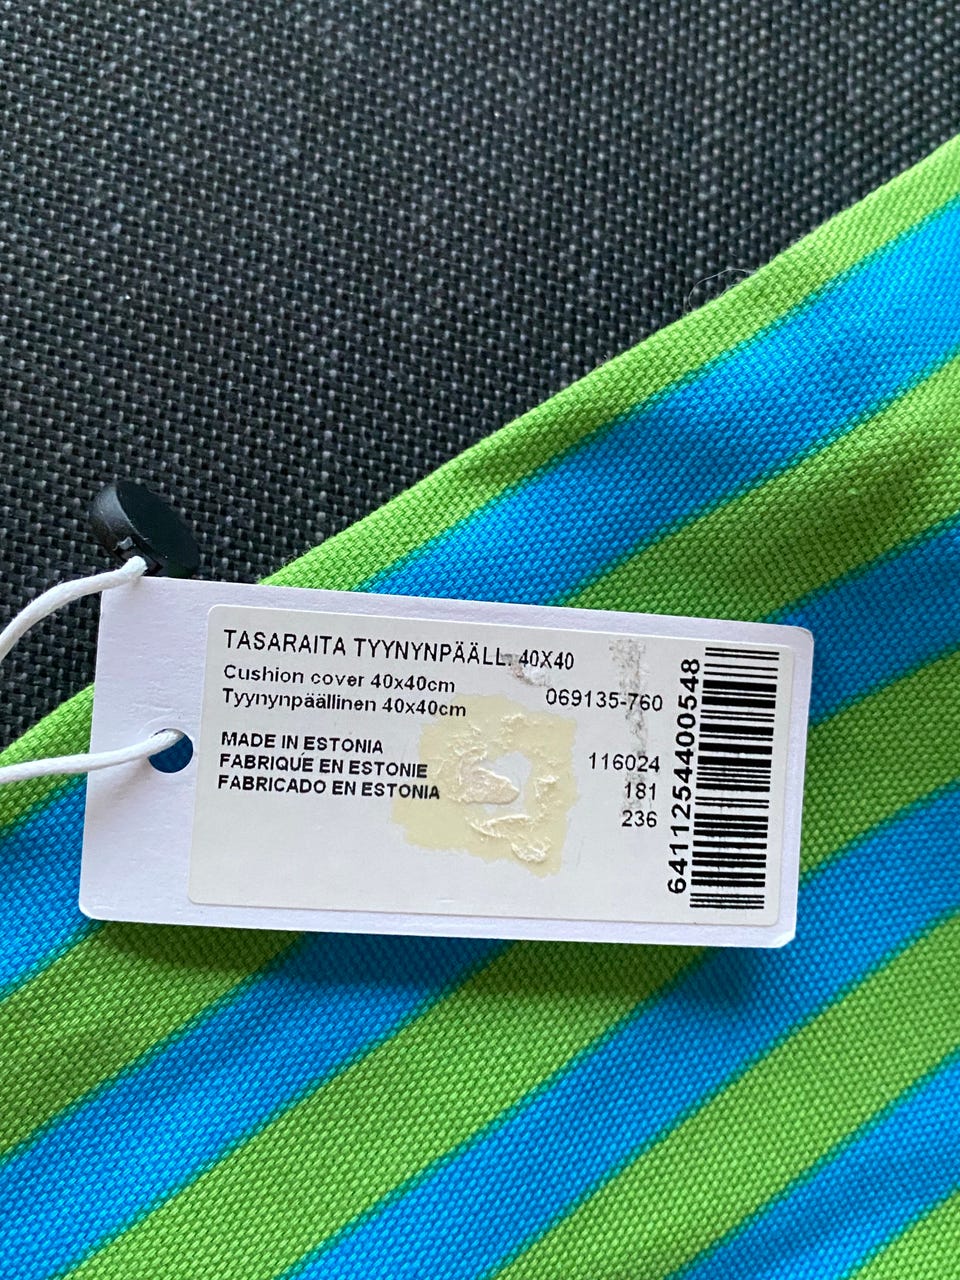 TASARAITA TYYNYNPÄÄLL. 40X40
Cushion cover 40x40cm
069135-760
Tyynynpäällinen 40x40cm
MADE IN ESTONIA
FABRIQUÉ EN ESTONIE
116024
FABRICADO EN ESTONIA
181
236
6411254400548